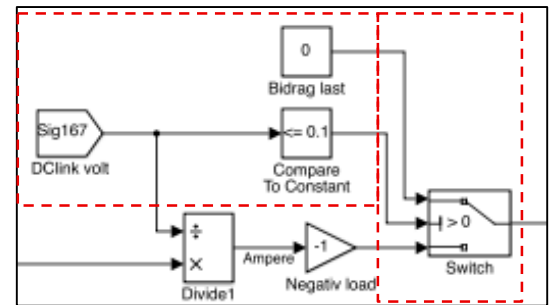 0
Bidrag last
Sig167
DClink volt
<= 0.1
Compare
To Constant
÷
×
Divide1
Ampere
-1
Negativ load
> 0
Switch